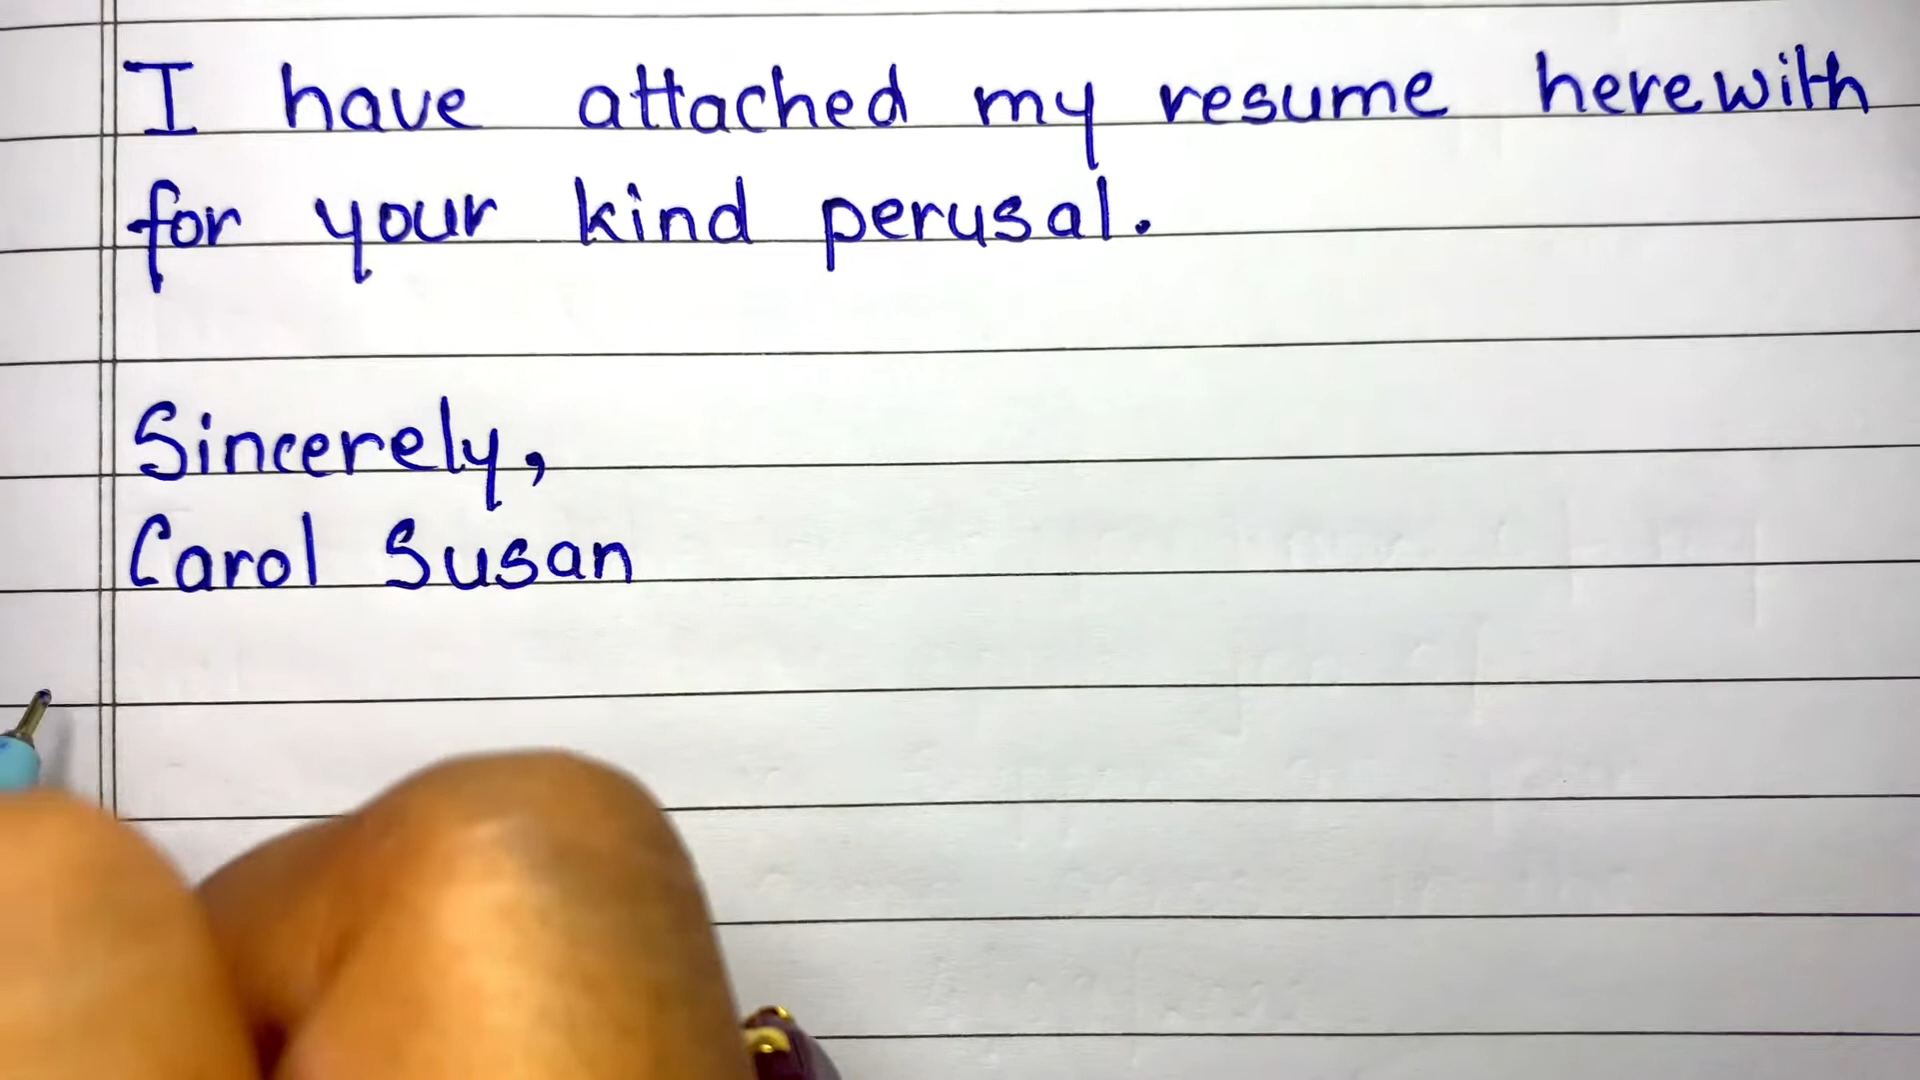 I have attached my resume herewith
for your kind perusal.
Sincerely,
Carol Susan